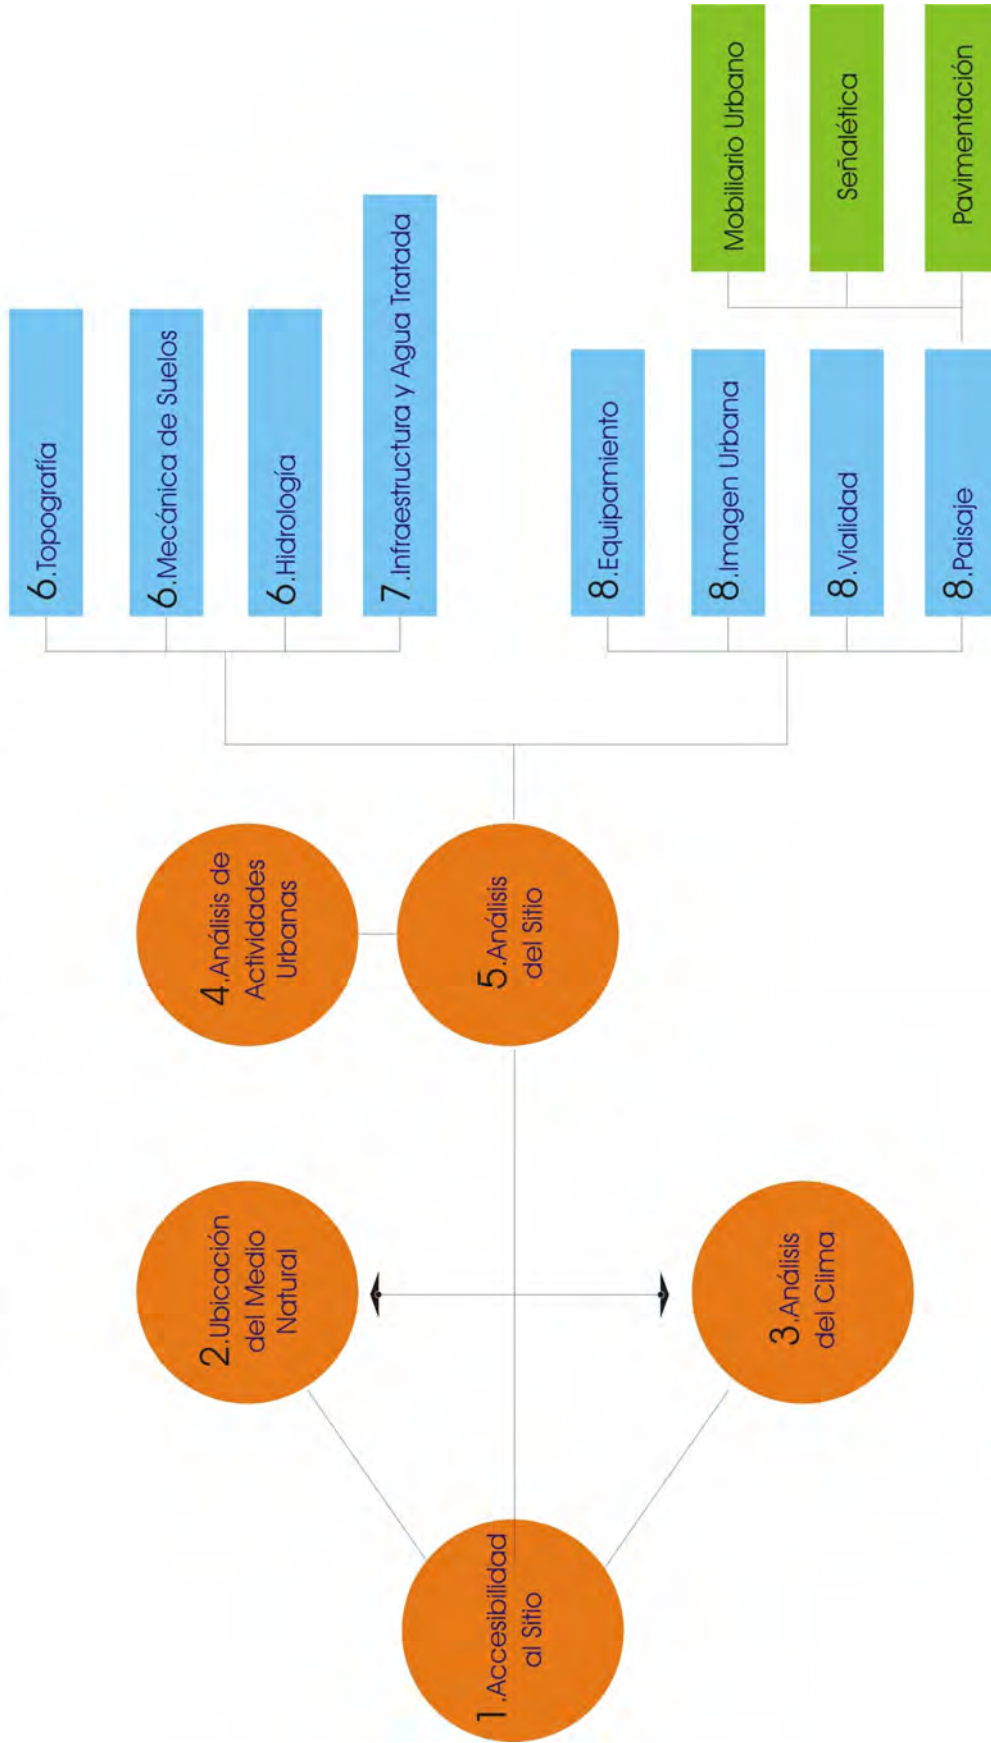 1.Accesibilidad
al Sitio
2.Ubicación
del Medio
Natural
3.Análisis
del Clima
4.Análisis de
Actividades
Urbanas
5.Análisis
del Sitio
6.Topografía
6.Mecánica de Suelos
6.Hidrología
7.Infraestructura y Agua Tratada
8.Equipamiento
8.Imagen Urbana
8.Vialidad
8.Paisaje
Mobiliario Urbano
Señalética
Pavimentación